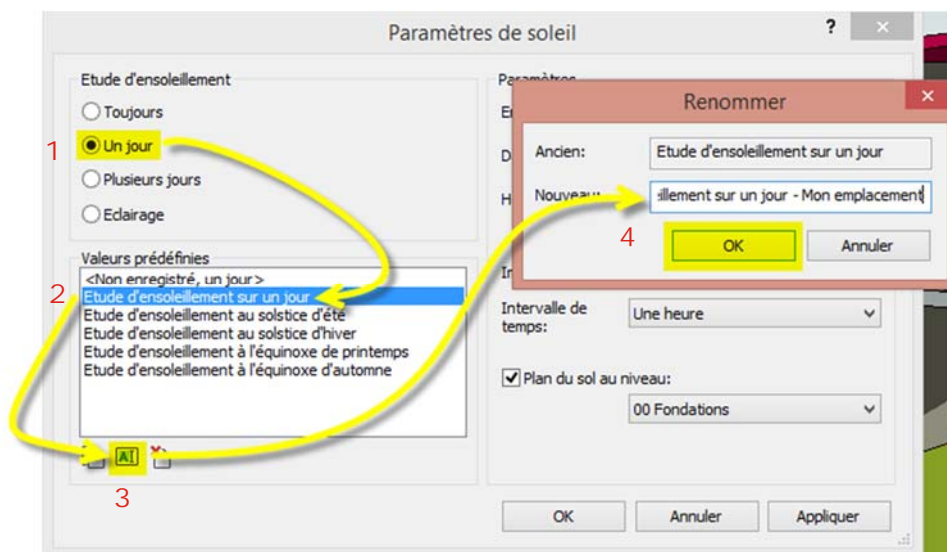 Paramètres de soleil
?
×
Etude d'ensoleillement
Toujours
1
Un jour
Plusieurs jours
Eclairage
Valeurs prédéfinies
<Non enregistré, un jour>
2
Etude d'ensoleillement sur un jour
Etude d'ensoleillement au solstice d'été
Etude d'ensoleillement au solstice d'hiver
Etude d'ensoleillement à l'équinoxe de printemps
Etude d'ensoleillement à l'équinoxe d'automne
AI
3
Paramètres
D
H
Renommer
×
Ancien:
Etude d'ensoleillement sur un jour
Nouveau:
illement sur un jour - Mon emplacement
4
OK
Annuler
Intervalle de
temps:
Une heure
Plan du sol au niveau:
00 Fondations
OK
Annuler
Appliquer